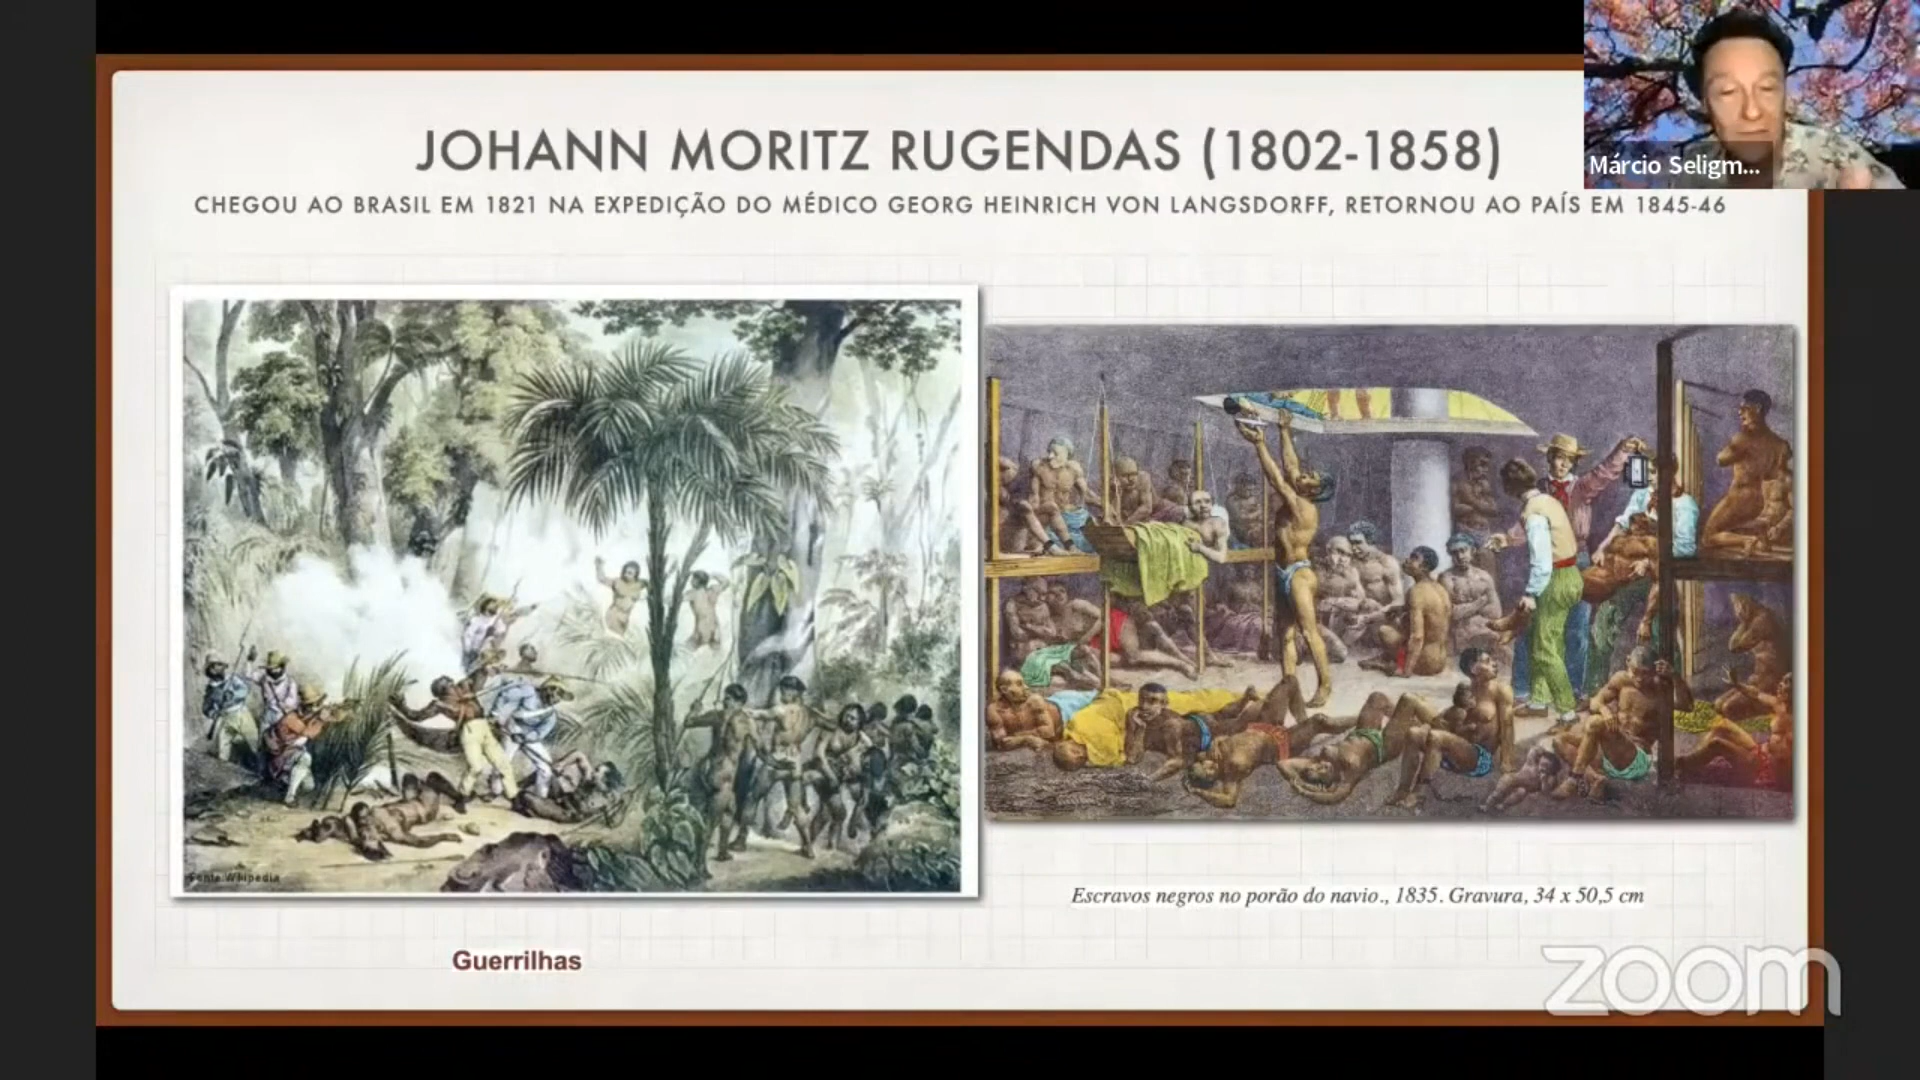 JOHANN MORITZ RUGENDAS (1802-1858)
CHEGOU AO BRASIL EM 1821 NA EXPEDIÇÃO DO MÉDICO GEORG HEINRICH VON LANGSDORFF, RETORNOU AO PAÍS EM 1845-46
Márcio Seligm...
Fonte:Wikipedia
Escravos negros no porão do navio., 1835. Gravura, 34 x 50,5 cm
Guerrilhas
zoom